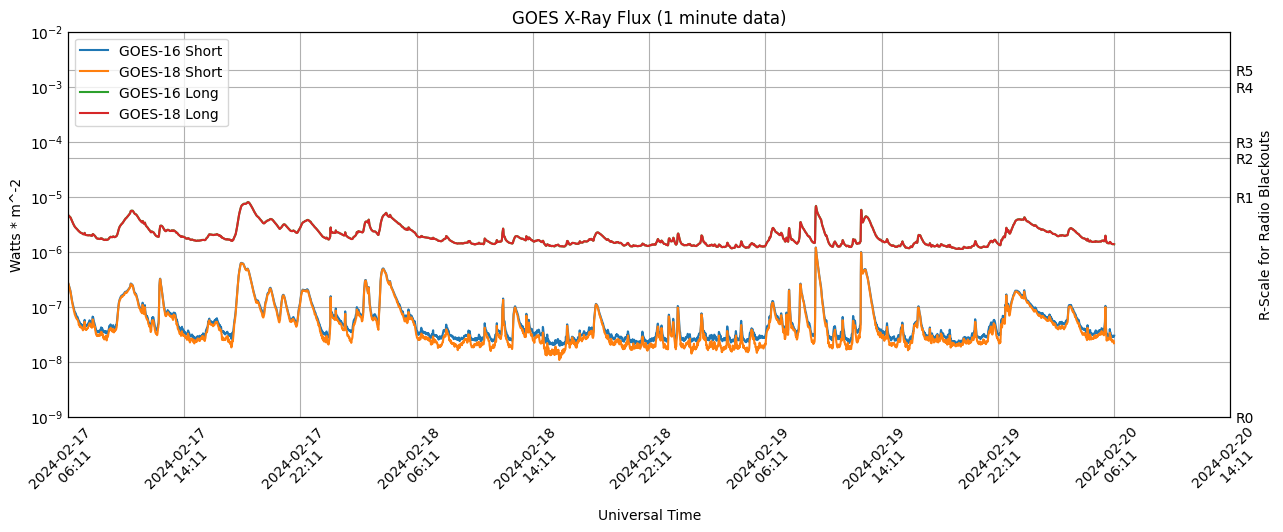 GOES X-Ray Flux (1 minute data)
GOES-16 Short
GOES-18 Short
GOES-16 Long
GOES-18 Long
Watts * m^-2
10⁻²
10⁻³
10⁻⁴
10⁻⁵
10⁻⁶
10⁻⁷
10⁻⁸
10⁻⁹
R5
R4
R3
R2
R1
R0
R-Scale for Radio Blackouts
2024-02-17
06:11
2024-02-17
14:11
2024-02-17
22:11
2024-02-18
06:11
2024-02-18
14:11
2024-02-18
22:11
2024-02-19
06:11
2024-02-19
14:11
2024-02-19
22:11
2024-02-20
06:11
2024-02-20
14:11
Universal Time